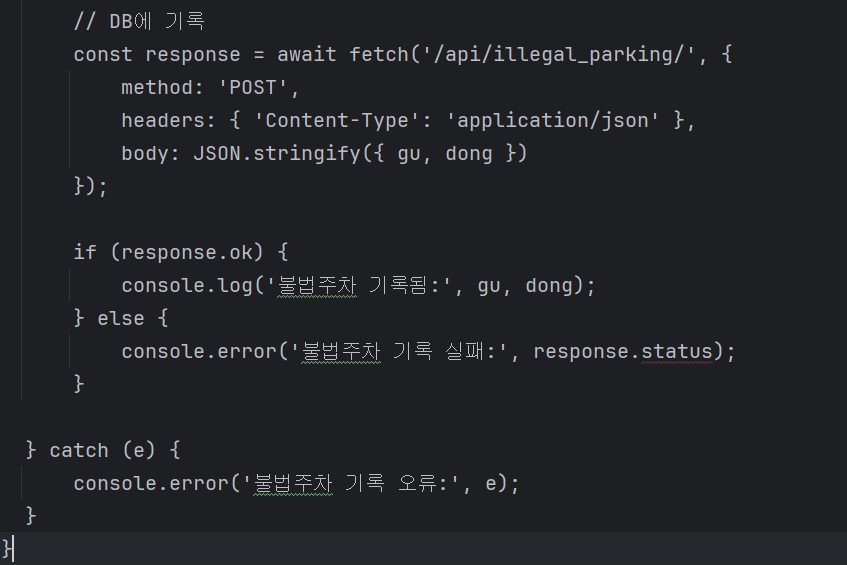 // DB에 기록
const response = await fetch('/api/illegal_parking/', {
method: 'POST',
headers: { 'Content-Type': 'application/json' },
body: JSON.stringify({ gu, dong })
});
if (response.ok) {
console.log('불법주차 기록됨:', gu, dong);
} else {
console.error('불법주차 기록 실패:', response.status);
}
} catch (e) {
console.error('불법주차 기록 오류:', e);
}
}